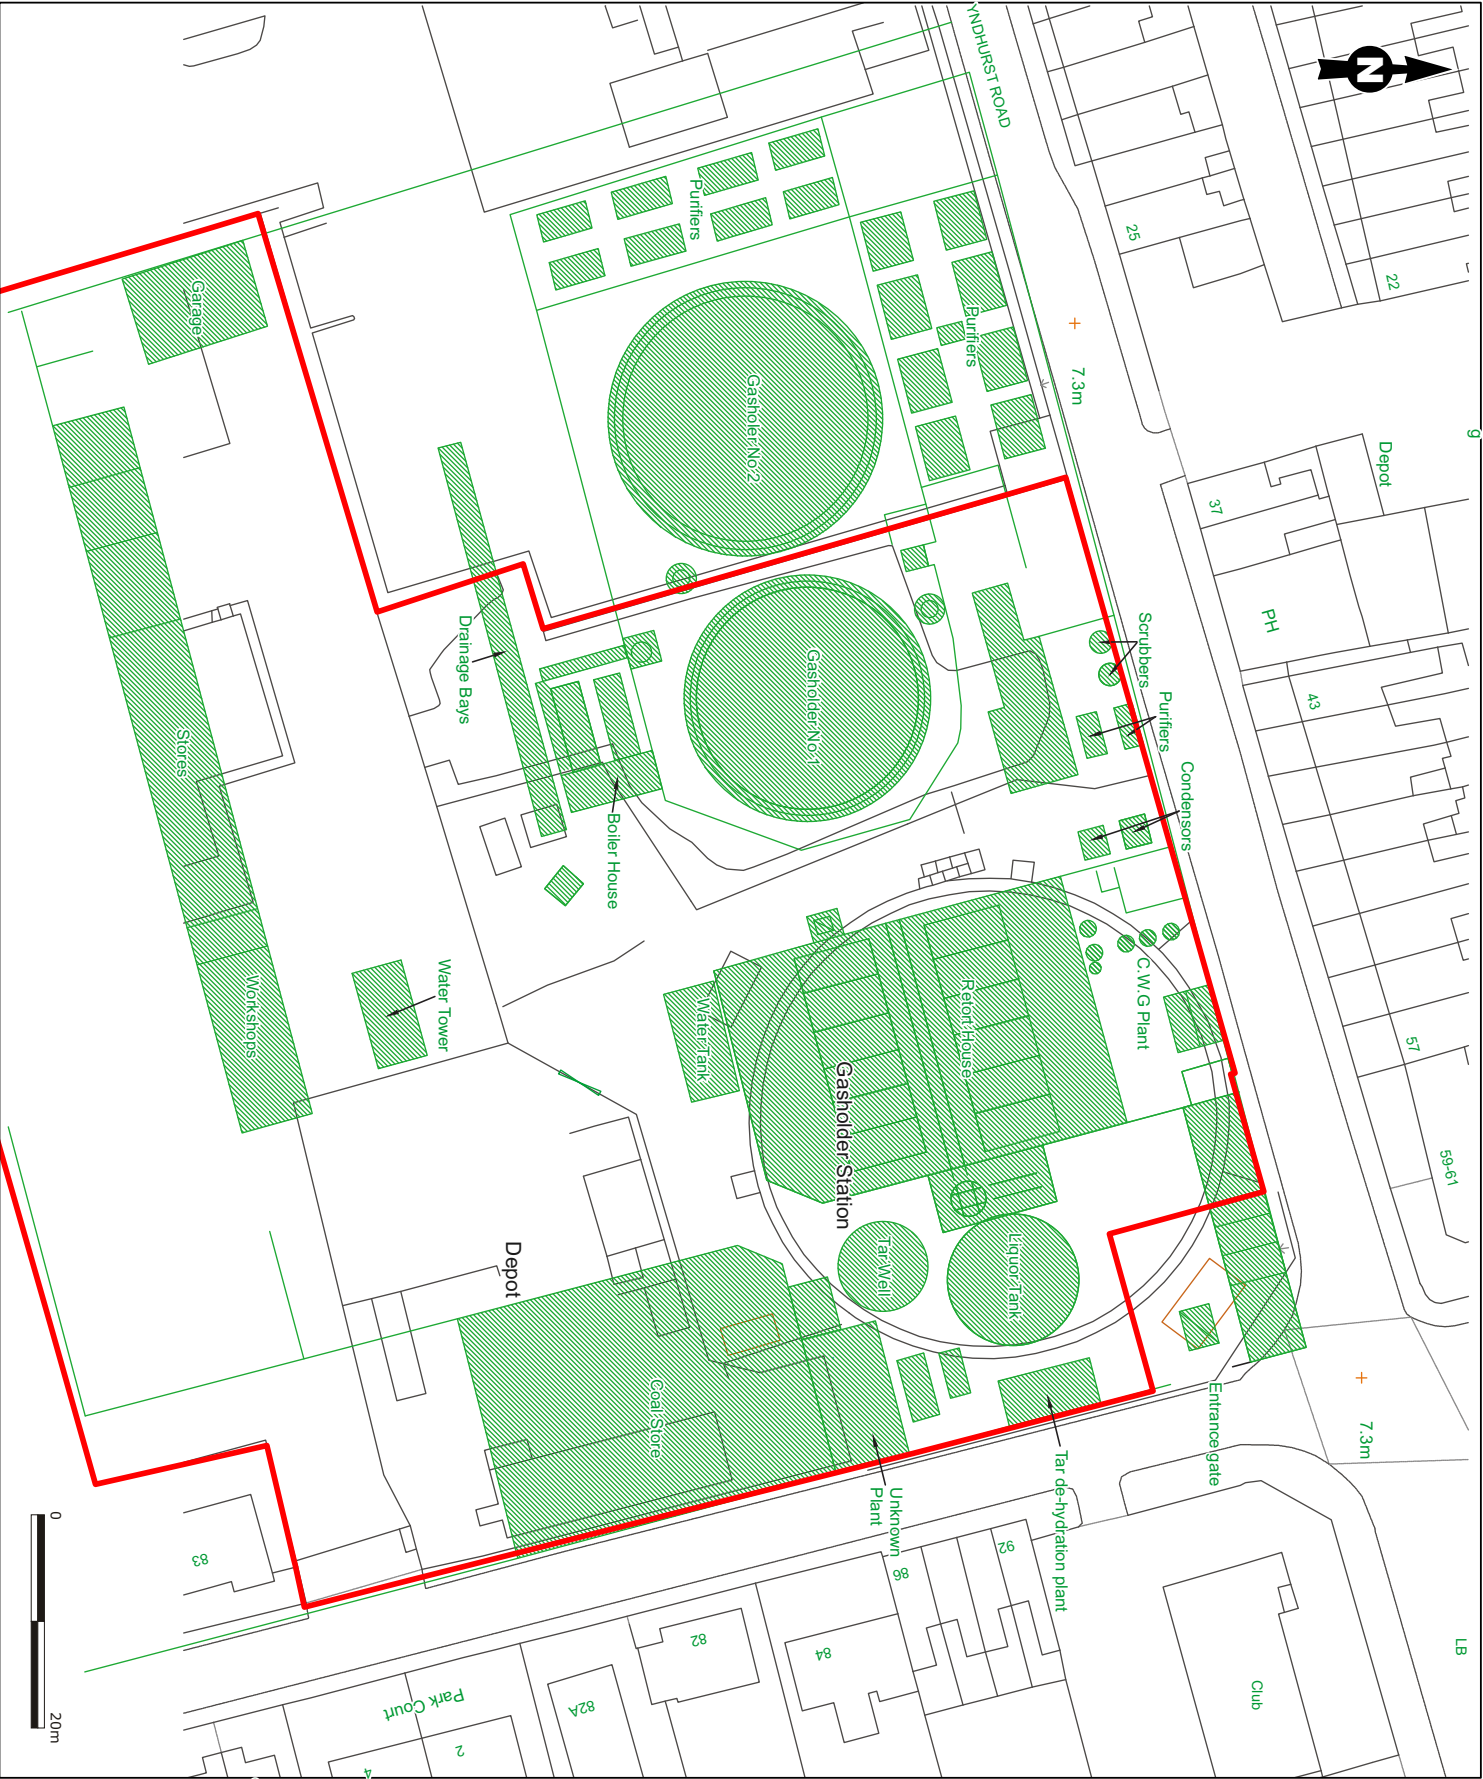 YNDHURST ROAD
N
25
22
Purifiers
Purifiers
7.3m
Garage
Gasholer No:2
Depot
g
37
PH
Scrubbers
43
Drainage Bays
Gasholder No:1
Purifiers
Stores
Condensors
Boiler House
Water Tower
Workshops
Water Tank
Retort House
C.W.G Plant
57
Gasholder Station
59-61
Depot
Tar Well
Liquor Tank
Coal Store
Entrance gate
7.3m
Tar de-hydration plant
Unknown
Plant
0
20m
83
92
86
82
84
LB
Club
Park Court
82A
2
4